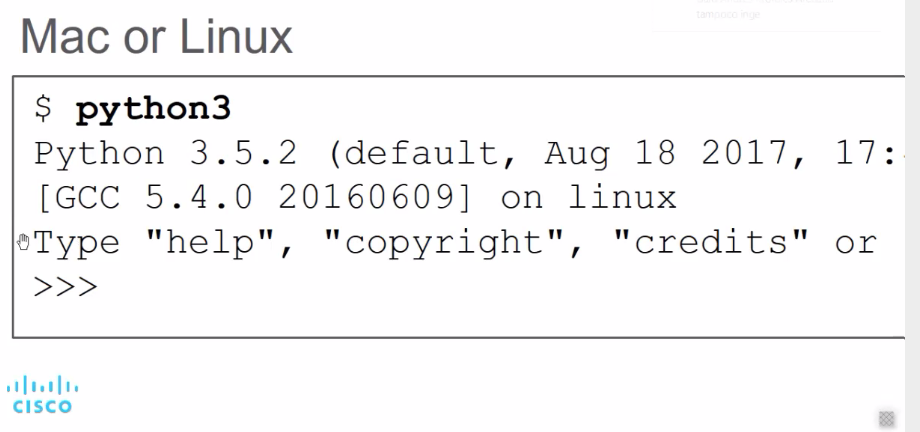 Mac or Linux
$ python3
Python 3.5.2 (default, Aug 18 2017, 17:
[GCC 5.4.0 20160609] on linux
Type "help", "copyright", "credits" or
>>>
CISCO